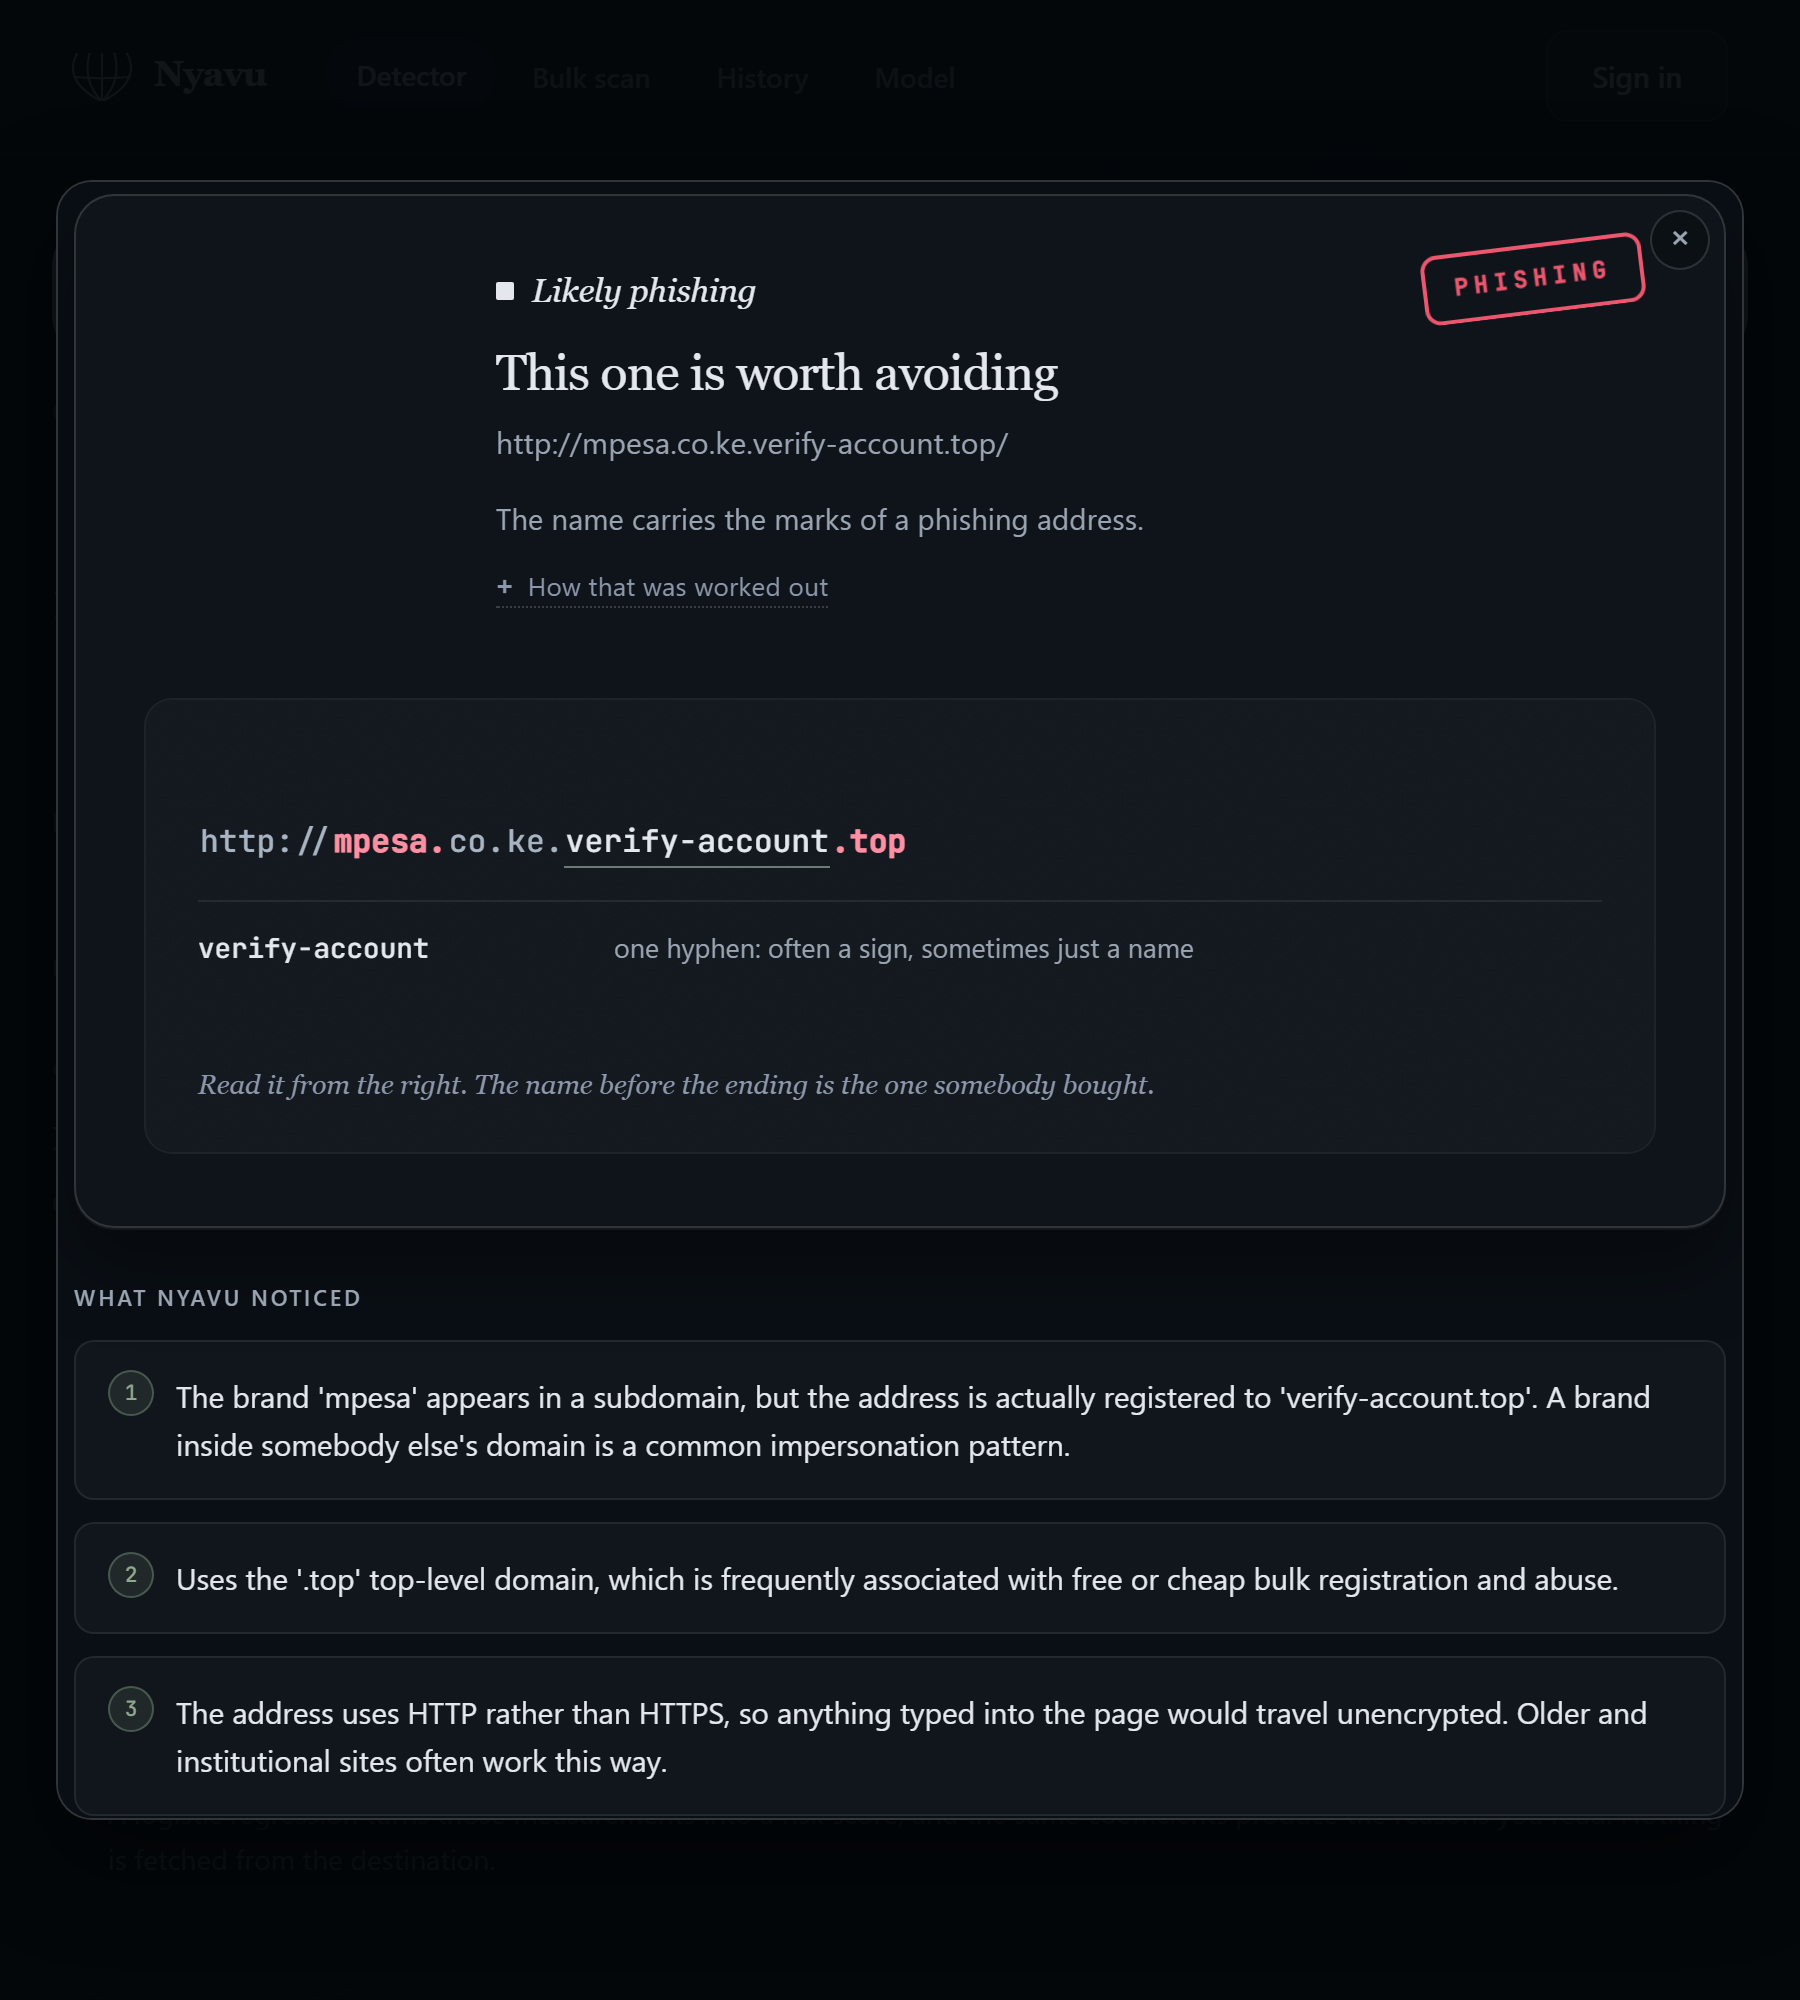 Nyavu Detector Bulk scan History Model Sign in
Likely phishing
PHISHING
×
This one is worth avoiding
http://mpesa.co.ke.verify-account.top/
The name carries the marks of a phishing address.
+ How that was worked out
http://mpesa.co.ke.verify-account.top
verify-account one hyphen: often a sign, sometimes just a name
Read it from the right. The name before the ending is the one somebody bought.
WHAT NYAVU NOTICED
1 The brand 'mpesa' appears in a subdomain, but the address is actually registered to 'verify-account.top'. A brand
inside somebody else's domain is a common impersonation pattern.
2 Uses the '.top' top-level domain, which is frequently associated with free or cheap bulk registration and abuse.
3 The address uses HTTP rather than HTTPS, so anything typed into the page would travel unencrypted. Older and
institutional sites often work this way.
is fetched from the destination.